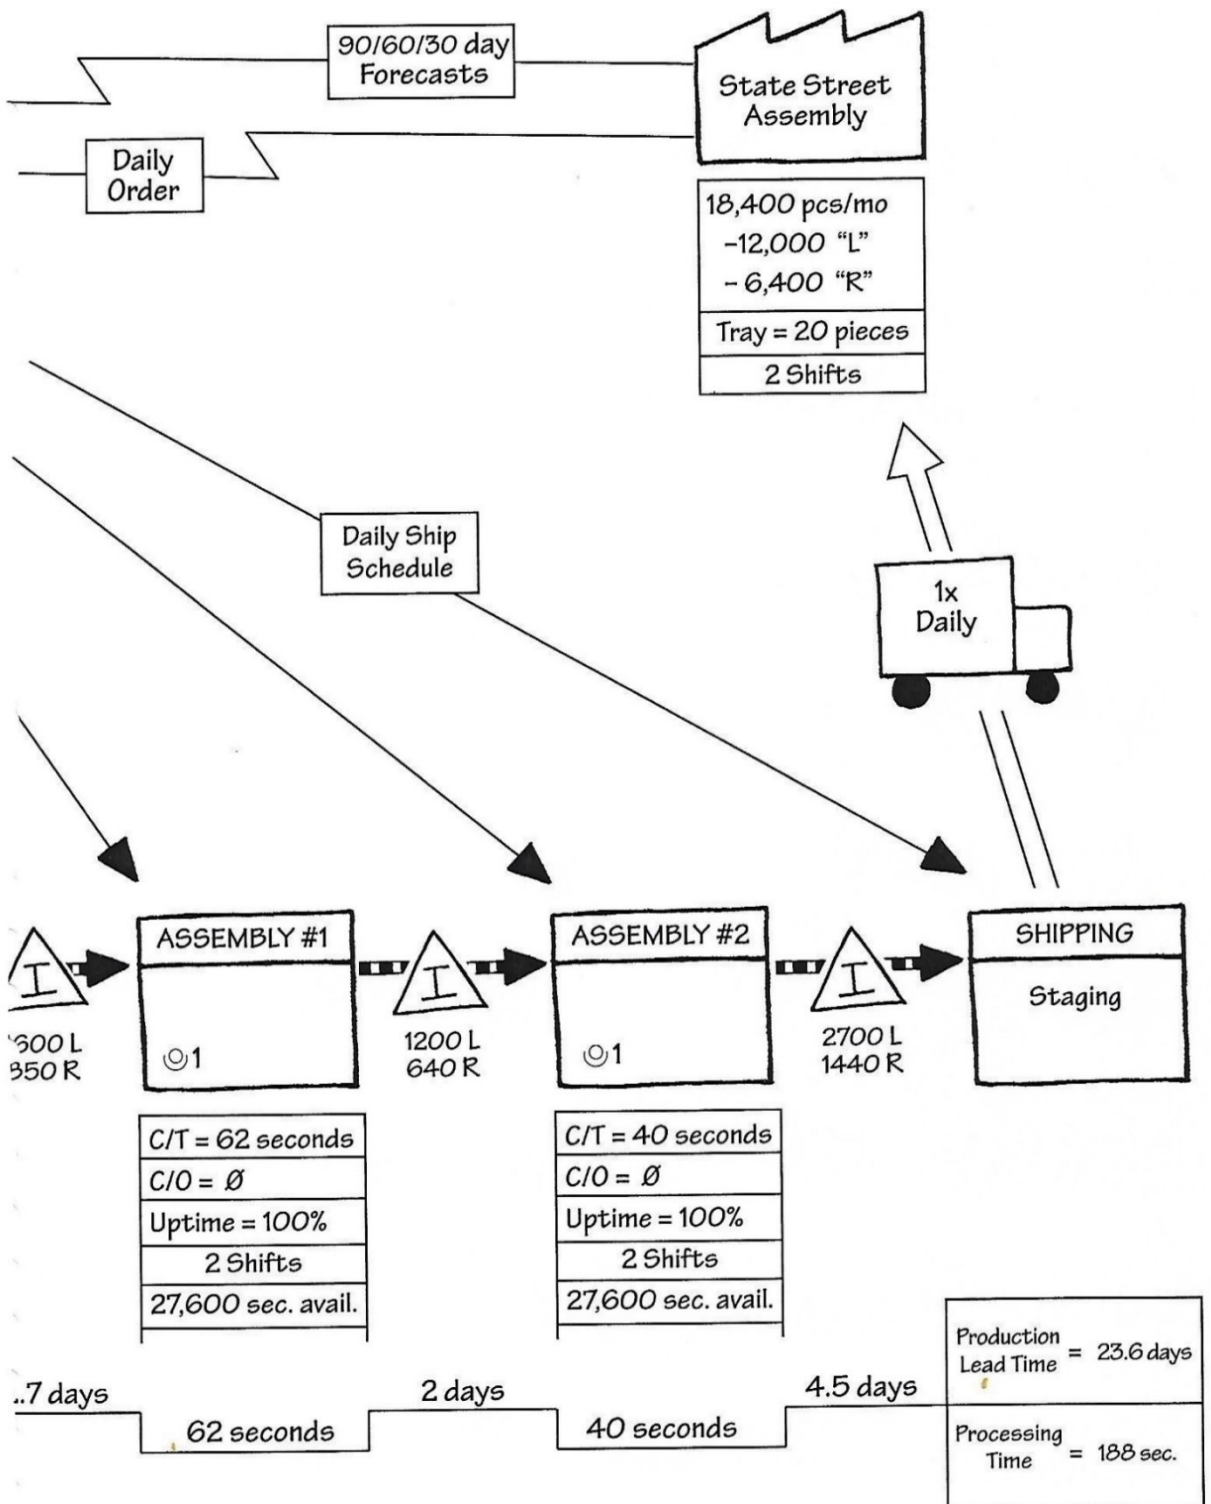 90/60/30 day
Forecasts
State Street
Assembly
Daily
Order
18,400 pcs/mo
–12,000 “L”
– 6,400 “R”
Tray = 20 pieces
2 Shifts
Daily Ship
Schedule
1x
Daily
ASSEMBLY #1
ASSEMBLY #2
SHIPPING
I
I
I
Staging
600 L
850 R
1
1200 L
640 R
1
2700 L
1440 R
C/T = 62 seconds
C/O = Ø
Uptime = 100%
2 Shifts
27,600 sec. avail.
C/T = 40 seconds
C/O = Ø
Uptime = 100%
2 Shifts
27,600 sec. avail.
Production
Lead Time = 23.6 days
.7 days
2 days
4.5 days
62 seconds
40 seconds
Processing
Time = 188 sec.